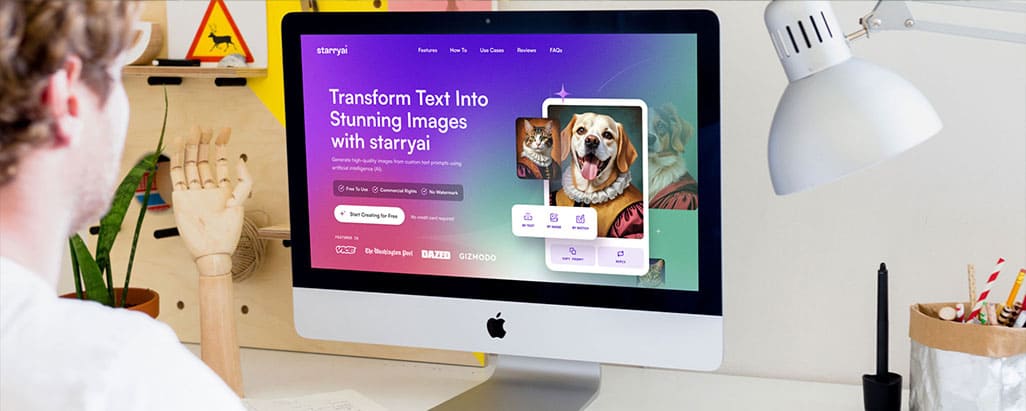 starryai
Features How To Use Cases Reviews FAQs
Transform Text Into
Stunning Images
with starryai
Generate high-quality images from custom text prompts using
artificial intelligence (AI).
Free To Use Commercial Rights No Watermark
Start Creating for Free No credit card required
FEATURED IN
VICE The Washington Post DAZED GIZMODO
BY TEXT BY IMAGE BY SKETCH
COPY PROMPT